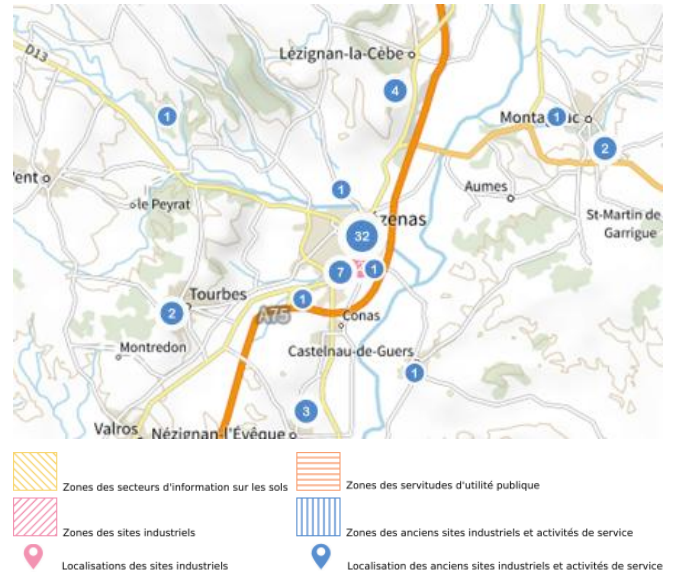 D13
Lézignan-la-Cèbe
4
1
Monta
1
c
2
ent
1
Aumes
le Peyrat
zenas
St-Martin de
Garrigue
32
7
1
Tourbes
1
2
A75
Conas
Montredon
Castelnau-de-Guers
1
3
Valros
Nézignan-l'Évêque
Zones des secteurs d'information sur les sols
Zones des servitudes d'utilité publique
Zones des sites industriels
Zones des anciens sites industriels et activités de service
Localisations des sites industriels
Localisation des anciens sites industriels et activités de service